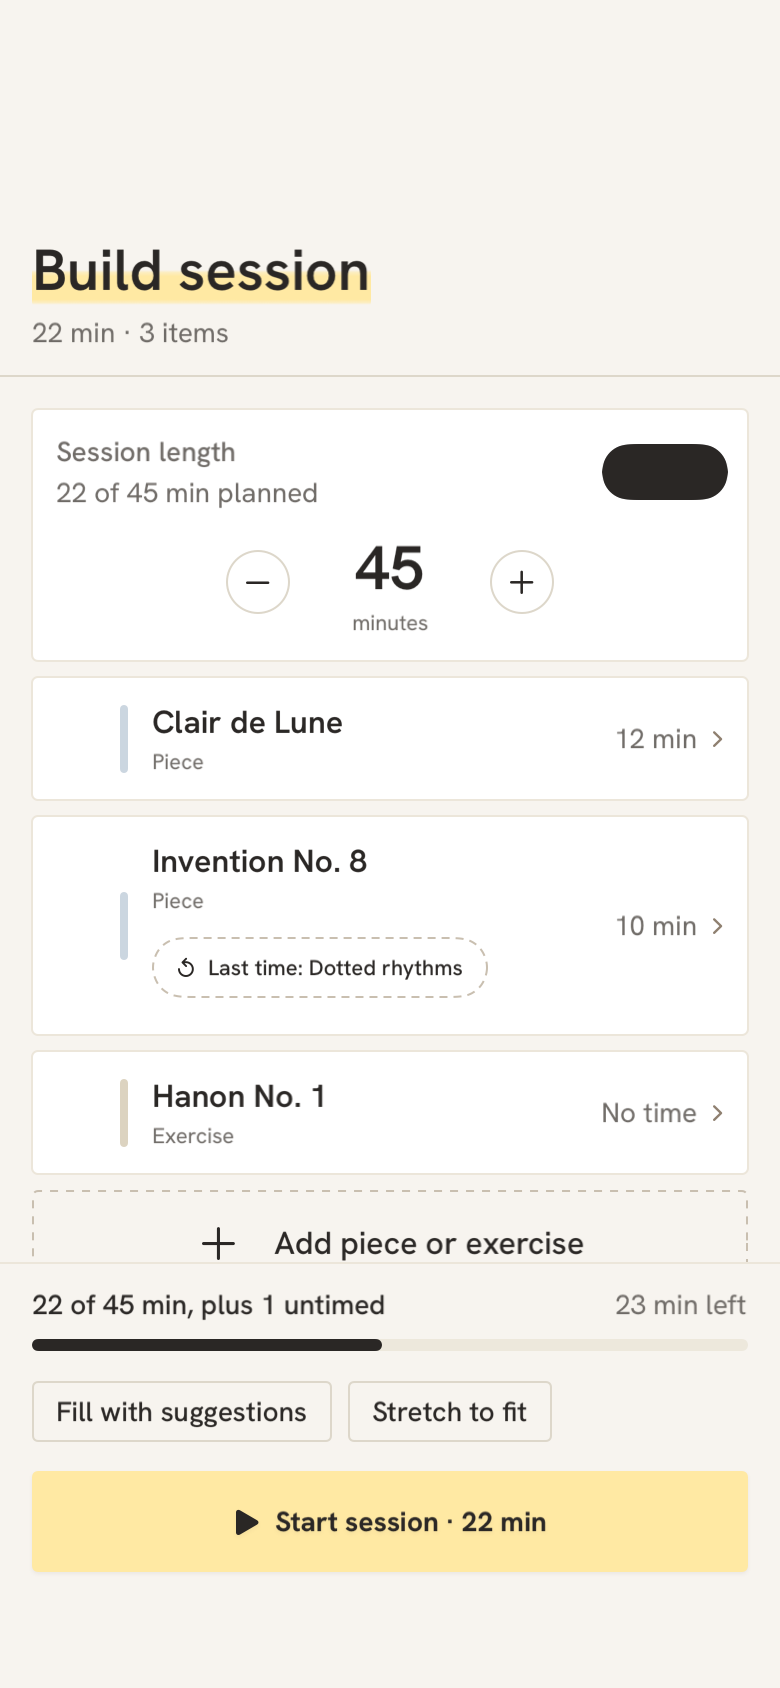 Build session
22 min · 3 items
Session length
22 of 45 min planned
45
minutes
Clair de Lune
Piece
12 min
Invention No. 8
Piece
10 min
Last time: Dotted rhythms
Hanon No. 1
Exercise
No time
Add piece or exercise
22 of 45 min, plus 1 untimed
23 min left
Fill with suggestions
Stretch to fit
Start session · 22 min